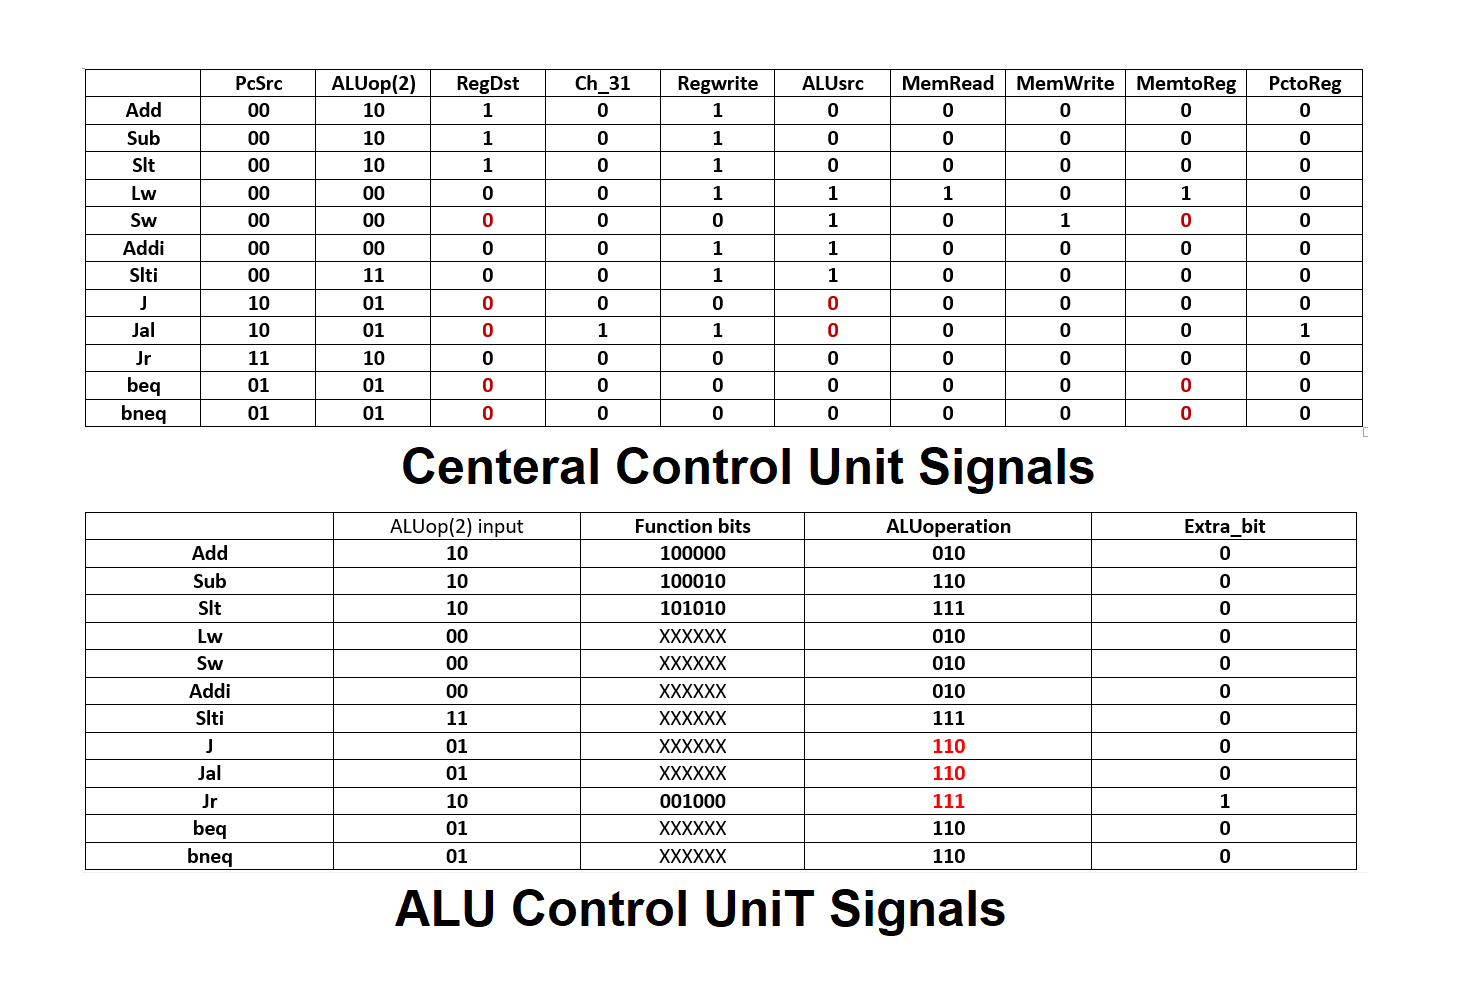 PcSrc ALUop(2) RegDst Ch_31 Regwrite ALUsrc MemRead MemWrite MemtoReg PctoReg
Add 00 10 1 0 1 0 0 0 0 0
Sub 00 10 1 0 1 0 0 0 0 0
Slt 00 10 1 0 1 0 0 0 0 0
Lw 00 00 0 0 1 1 1 0 1 0
Sw 00 00 0 0 0 1 0 1 0 0
Addi 00 00 0 0 1 1 0 0 0 0
Slti 00 11 0 0 1 1 0 0 0 0
J 10 01 0 0 0 0 0 0 0 0
Jal 10 01 0 1 1 0 0 0 0 1
Jr 11 10 0 0 0 0 0 0 0 0
beq 01 01 0 0 0 0 0 0 0 0
bneq 01 01 0 0 0 0 0 0 0 0
Centeral Control Unit Signals
ALUop(2) input Function bits ALUoperation Extra_bit
Add 10 100000 010 0
Sub 10 100010 110 0
Slt 10 101010 111 0
Lw 00 XXXXXX 010 0
Sw 00 XXXXXX 010 0
Addi 00 XXXXXX 010 0
Slti 11 XXXXXX 111 0
J 01 XXXXXX 110 0
Jal 01 XXXXXX 110 0
Jr 10 001000 111 1
beq 01 XXXXXX 110 0
bneq 01 XXXXXX 110 0
ALU Control UniT Signals